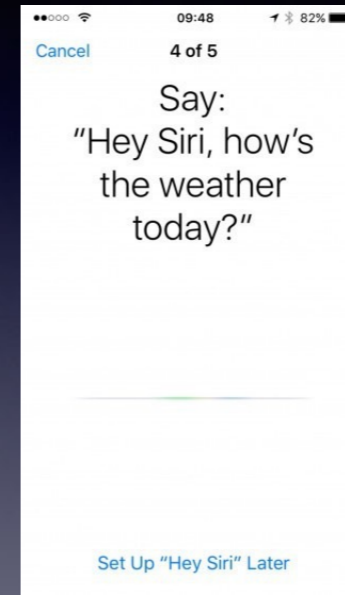 09:48 82%
Cancel 4 of 5
Say:
“Hey Siri, how’s
the weather
today?”
Set Up “Hey Siri” Later